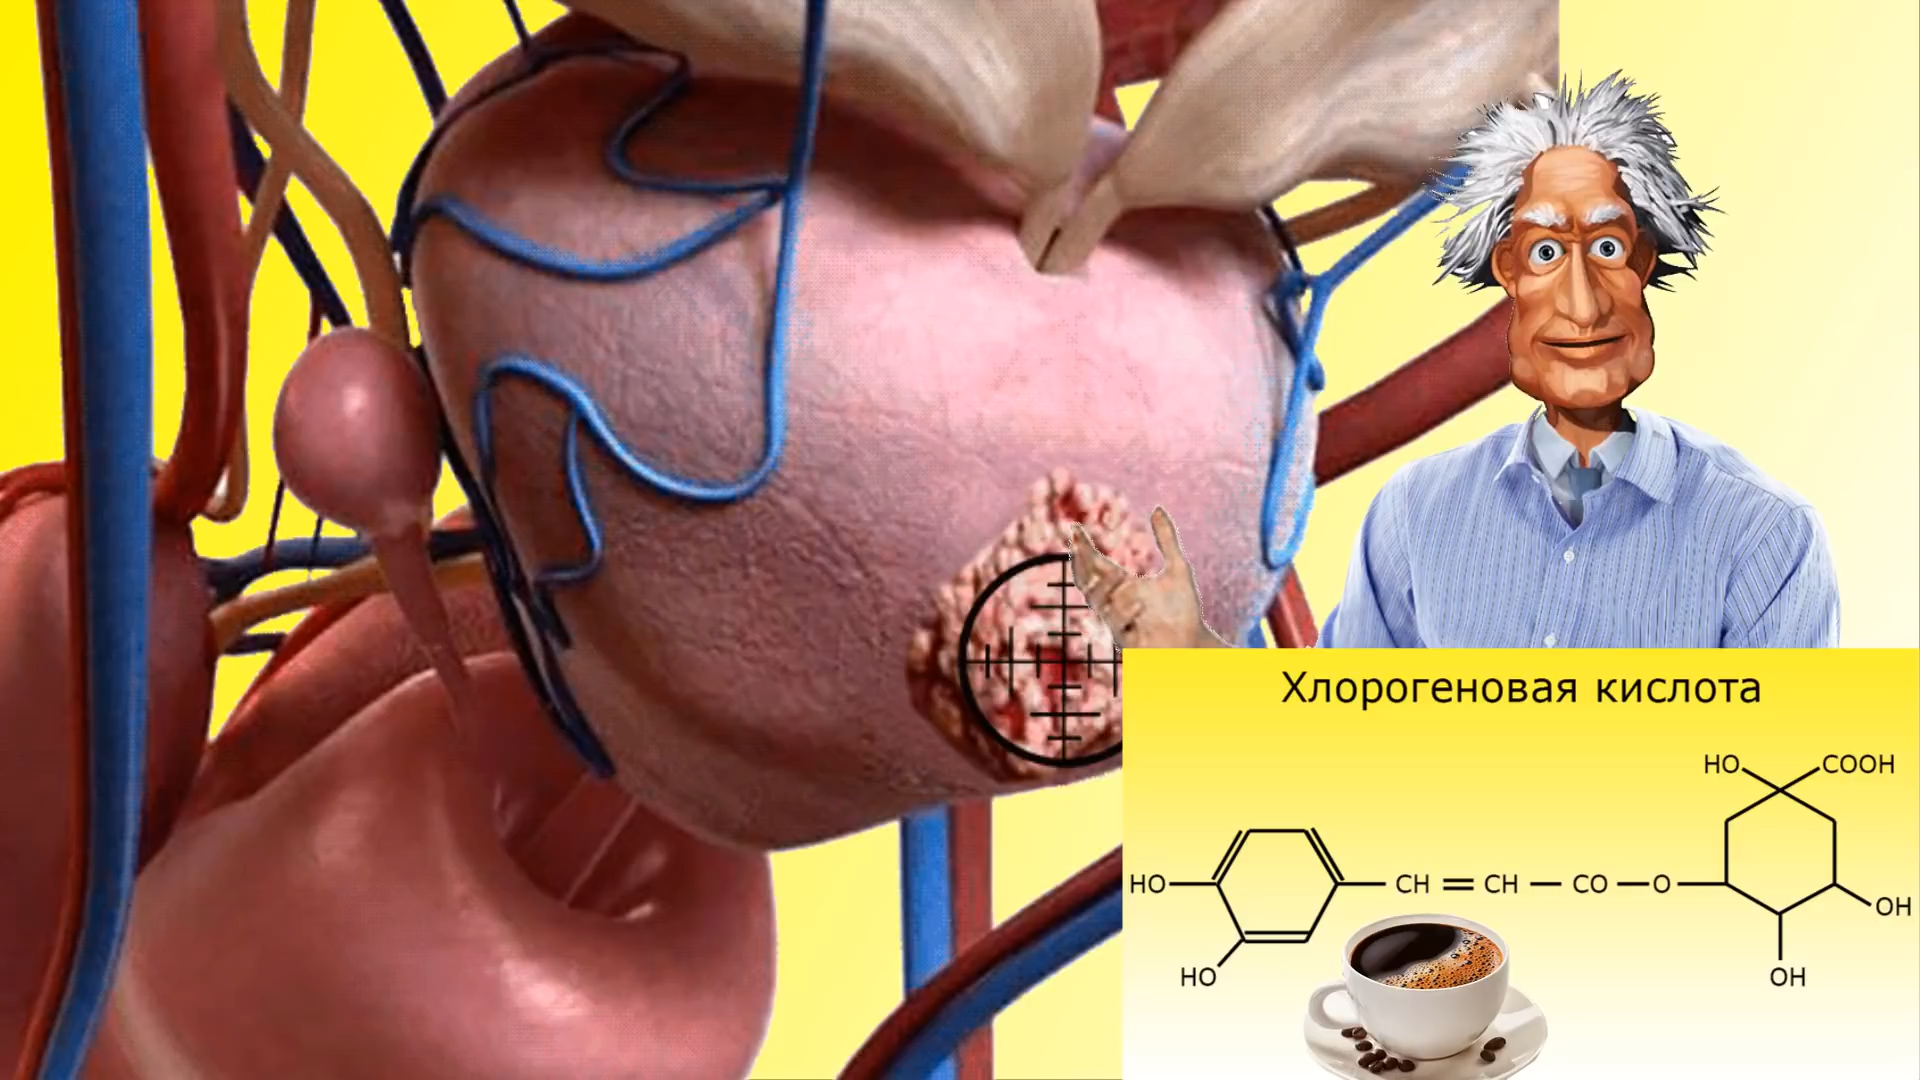 Хлорогеновая кислота
HO COOH
HO CH = CH — CO — O OH
HO OH